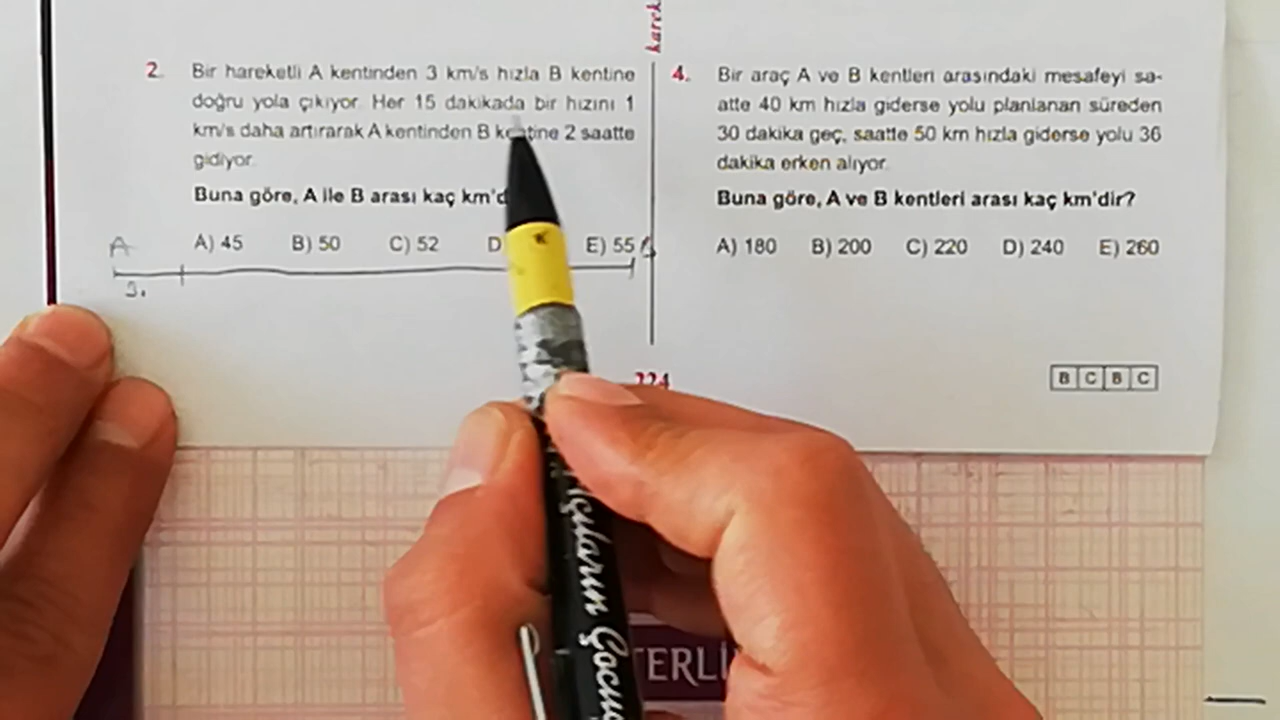 karek
2. Bir hareketli A kentinden 3 km/s hızla B kentine
doğru yola çıkıyor. Her 15 dakikada bir hızını 1
km/s daha artırarak A kentinden B kentine 2 saatte
gidiyor.
Buna göre, A ile B arası kaç km'd
A) 45 B) 50 C) 52 D E) 55
A
3.
4. Bir araç A ve B kentleri arasındaki mesafeyi sa-
atte 40 km hızla giderse yolu planlanan süreden
30 dakika geç, saatte 50 km hızla giderse yolu 36
dakika erken alıyor.
Buna göre, A ve B kentleri arası kaç km'dir?
A) 180 B) 200 C) 220 D) 240 E) 260
224
B C B C
TERLİ